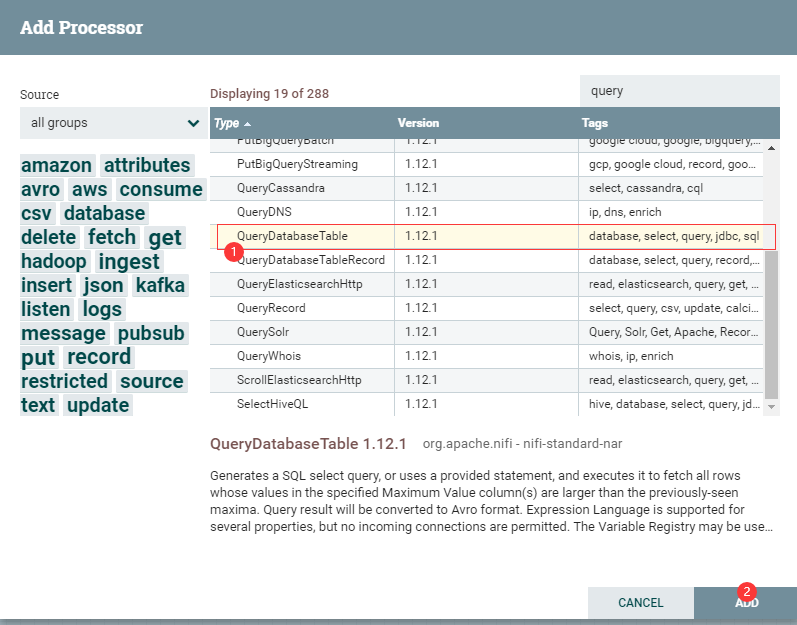 Add Processor
Source
Displaying 19 of 288
query
all groups
Type Version Tags
amazon attributes
avro aws consume
csv database
delete fetch get
hadoop ingest
insert json kafka
listen logs
message pubsub
put record
restricted source
text update
PutBigQueryBatch 1.12.1 google cloud, google, bigquery,...
PutBigQueryStreaming 1.12.1 gcp, google cloud, record, goo...
QueryCassandra 1.12.1 select, cassandra, cql
QueryDNS 1.12.1 ip, dns, enrich
QueryDatabaseTable 1.12.1 database, select, query, jdbc, sql
1
QueryDatabaseTableRecord 1.12.1 database, select, query, record,...
QueryElasticsearchHttp 1.12.1 read, elasticsearch, query, get, ...
QueryRecord 1.12.1 select, query, csv, update, calci...
QuerySolr 1.12.1 Query, Solr, Get, Apache, Recor...
QueryWhois 1.12.1 whois, ip, enrich
ScrollElasticsearchHttp 1.12.1 read, elasticsearch, query, get, ...
SelectHiveQL 1.12.1 hive, database, select, query, jd...
QueryDatabaseTable 1.12.1 org.apache.nifi - nifi-standard-nar
Generates a SQL select query, or uses a provided statement, and executes it to fetch all rows
whose values in the specified Maximum Value column(s) are larger than the previously-seen
maxima. Query result will be converted to Avro format. Expression Language is supported for
several properties, but no incoming connections are permitted. The Variable Registry may be use...
2
CANCEL ADD